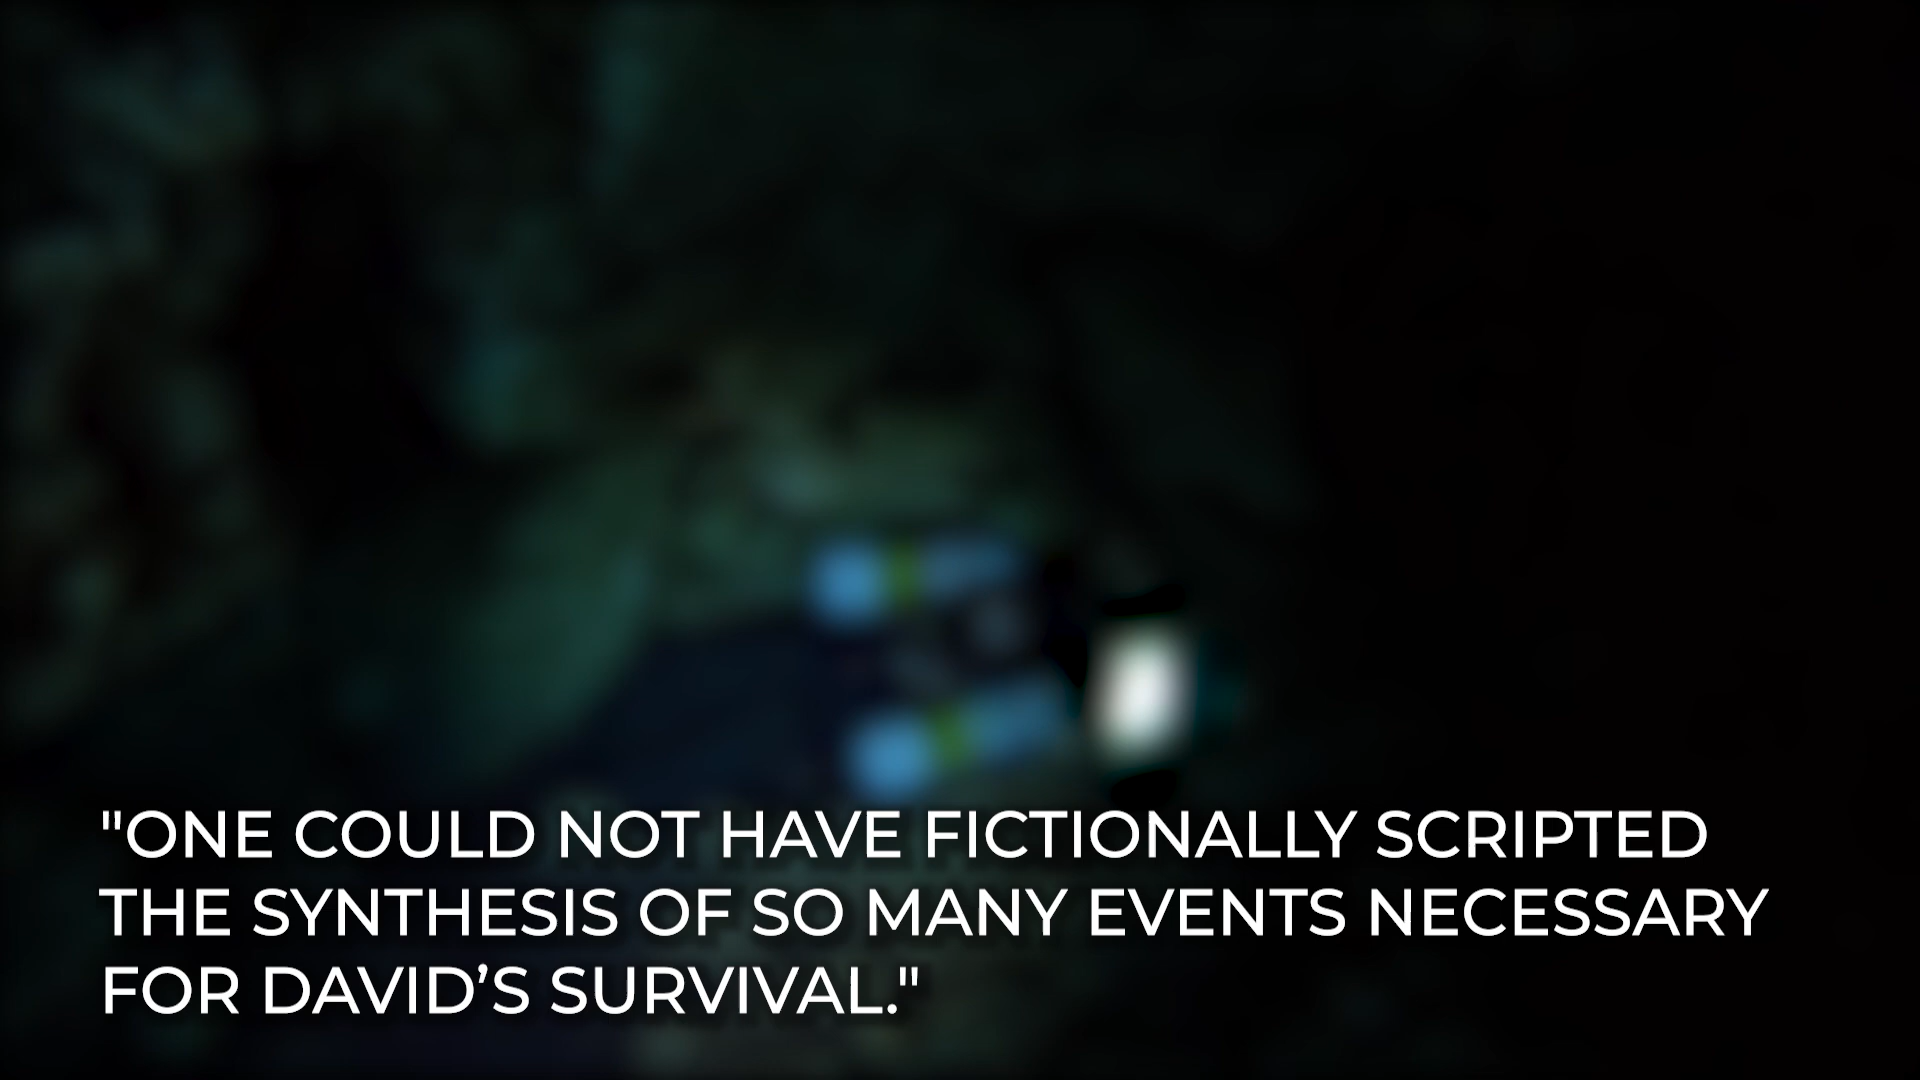 "ONE COULD NOT HAVE FICTIONALLY SCRIPTED
THE SYNTHESIS OF SO MANY EVENTS NECESSARY
FOR DAVID’S SURVIVAL."